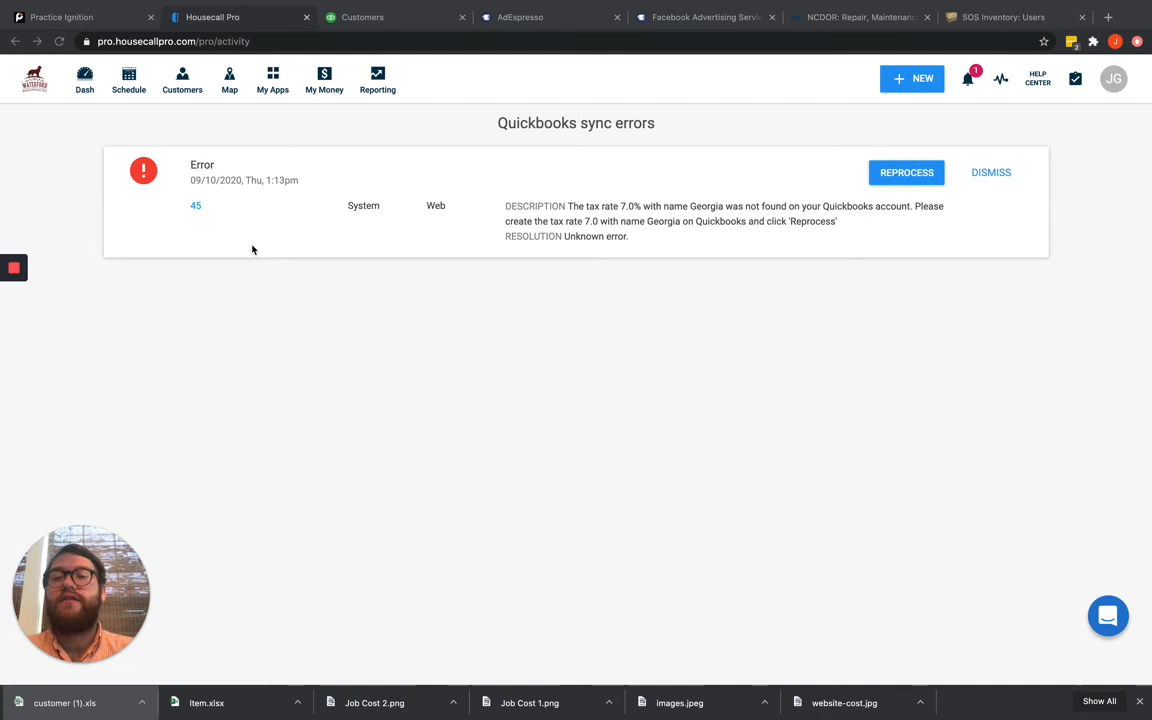 Practice Ignition
Housecall Pro
Customers
AdEspresso
Facebook Advertising Servic
NCDOR: Repair, Maintenanc
SOS Inventory: Users
pro.housecallpro.com/pro/activity
2
J
WATERFORD
Dash
Schedule
Customers
Map
My Apps
My Money
Reporting
+ NEW
1
HELP
CENTER
JG
Quickbooks sync errors
Error
09/10/2020, Thu, 1:13pm
REPROCESS
DISMISS
45
System
Web
DESCRIPTION The tax rate 7.0% with name Georgia was not found on your Quickbooks account. Please
create the tax rate 7.0 with name Georgia on Quickbooks and click 'Reprocess'
RESOLUTION Unknown error.
customer (1).xls
Item.xlsx
Job Cost 2.png
Job Cost 1.png
images.jpeg
website-cost.jpg
Show All